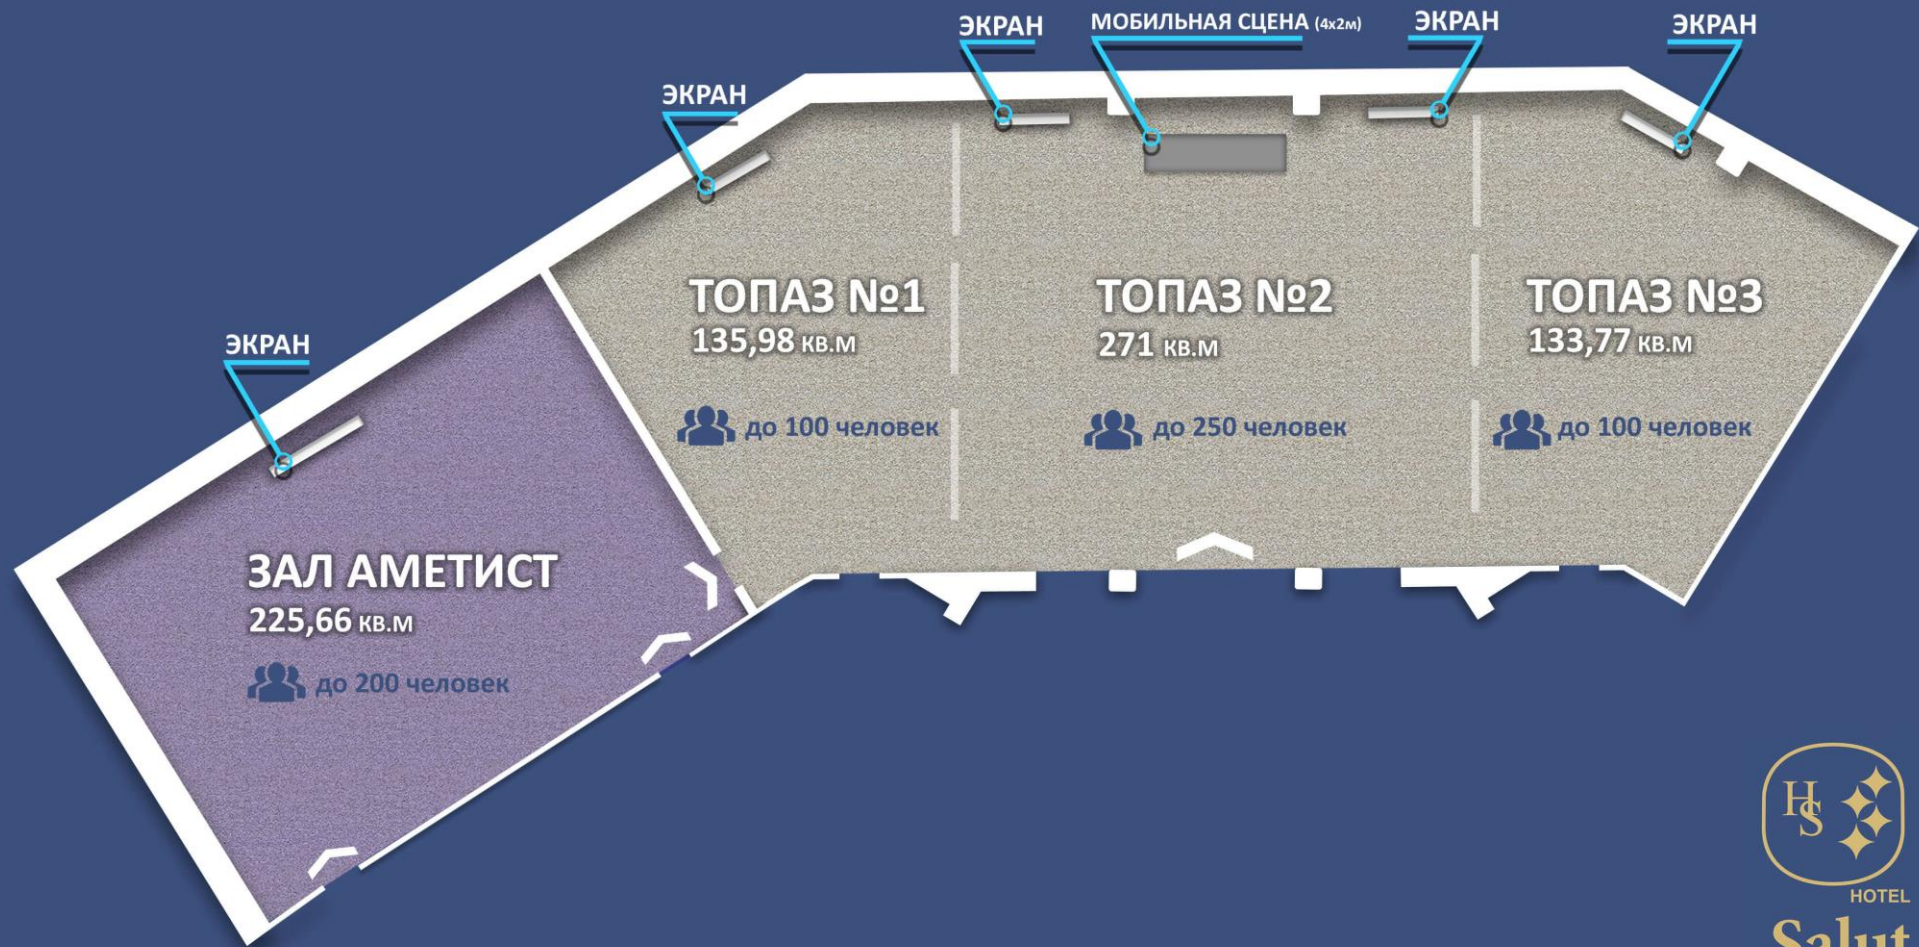 ЭКРАН
МОБИЛЬНАЯ СЦЕНА (4х2м)
ЭКРАН
ЭКРАН
ЭКРАН
ЭКРАН
ТОПАЗ №1
135,98 КВ.М
до 100 человек
ТОПАЗ №2
271 КВ.М
до 250 человек
ТОПАЗ №3
133,77 КВ.М
до 100 человек
ЗАЛ АМЕТИСТ
225,66 КВ.М
до 200 человек
HS
HOTEL
Salut